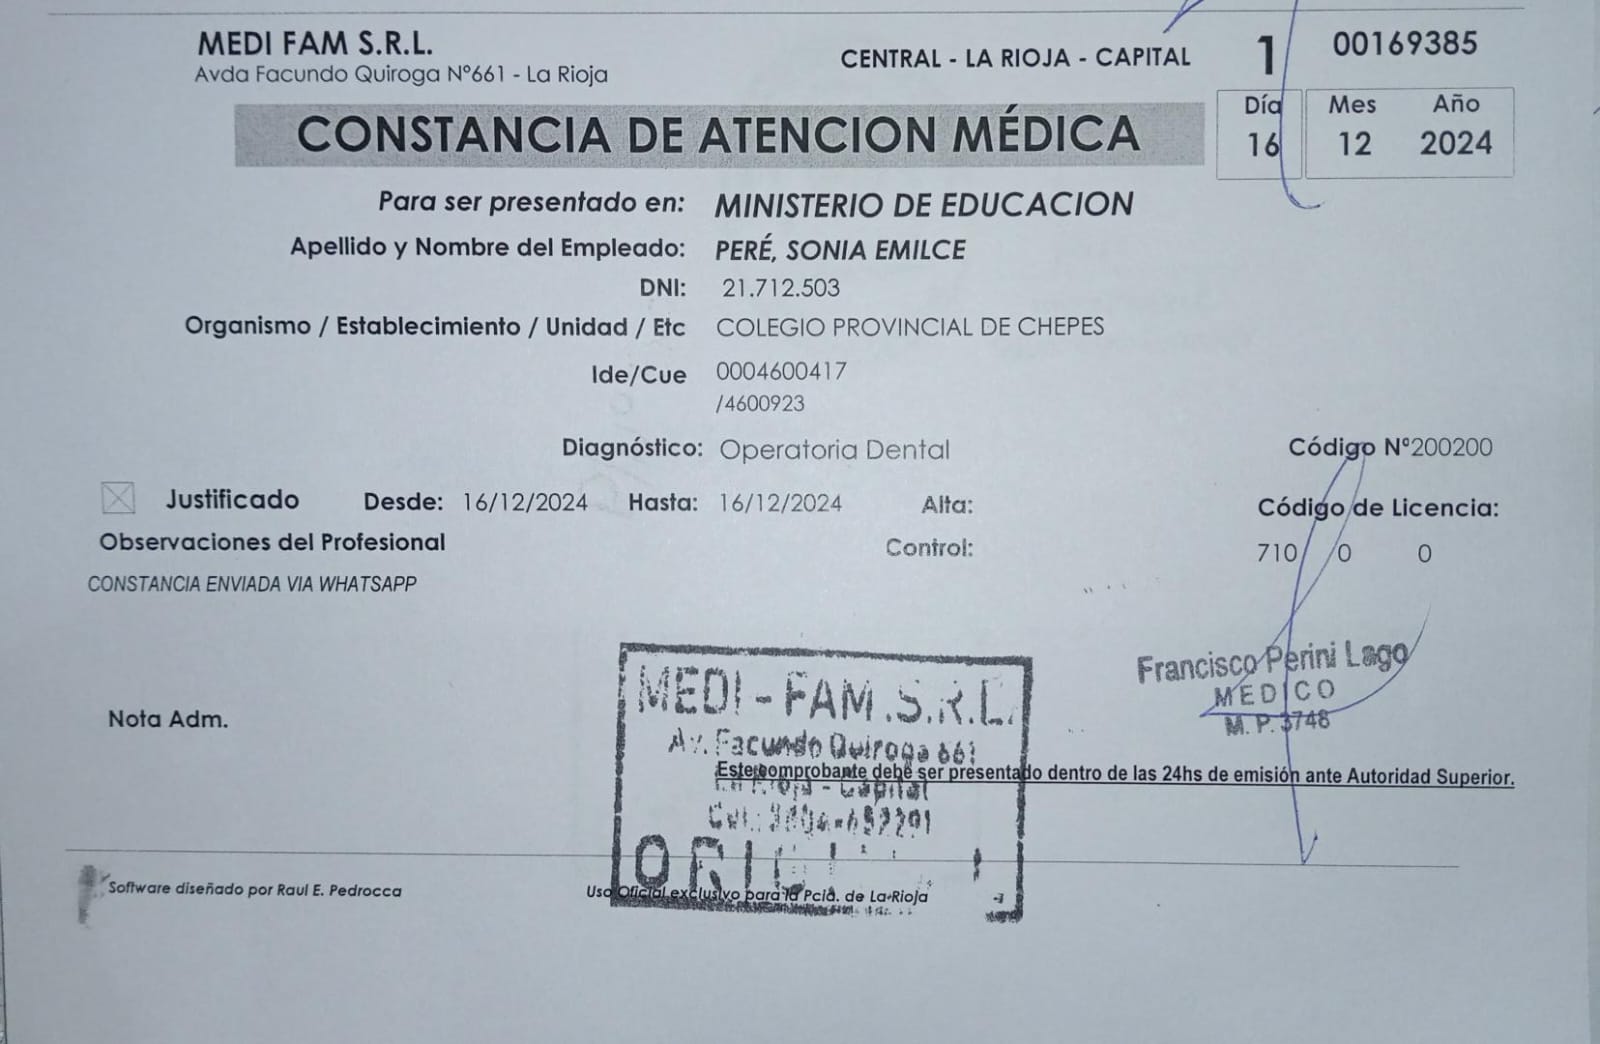 MEDI FAM S.R.L.
Avda Facundo Quiroga Nº661 - La Rioja
CENTRAL - LA RIOJA - CAPITAL
1
00169385
CONSTANCIA DE ATENCION MÉDICA
Día Mes Año
16 12 2024
Para ser presentado en: MINISTERIO DE EDUCACION
Apellido y Nombre del Empleado: PERÉ, SONIA EMILCE
DNI: 21.712.503
Organismo / Establecimiento / Unidad / Etc COLEGIO PROVINCIAL DE CHEPES
Ide/Cue 0004600417
/4600923
Diagnóstico: Operatoria Dental
Código Nº200200
Justificado Desde: 16/12/2024 Hasta: 16/12/2024 Alta:
Código de Licencia:
Observaciones del Profesional
Control:
710 0 0
CONSTANCIA ENVIADA VIA WHATSAPP
Francisco Perini Lago
MEDICO
M.P. 3748
MEDI-FAM.S.R.L.
Av. Facundo Quiroga 661
Nota Adm.
Este comprobante debe ser presentado dentro de las 24hs de emisión ante Autoridad Superior.
La Rioja - Capital
Software diseñado por Raul E. Pedrocca
Uso Oficial exclusivo para la Pcia. de La Rioja